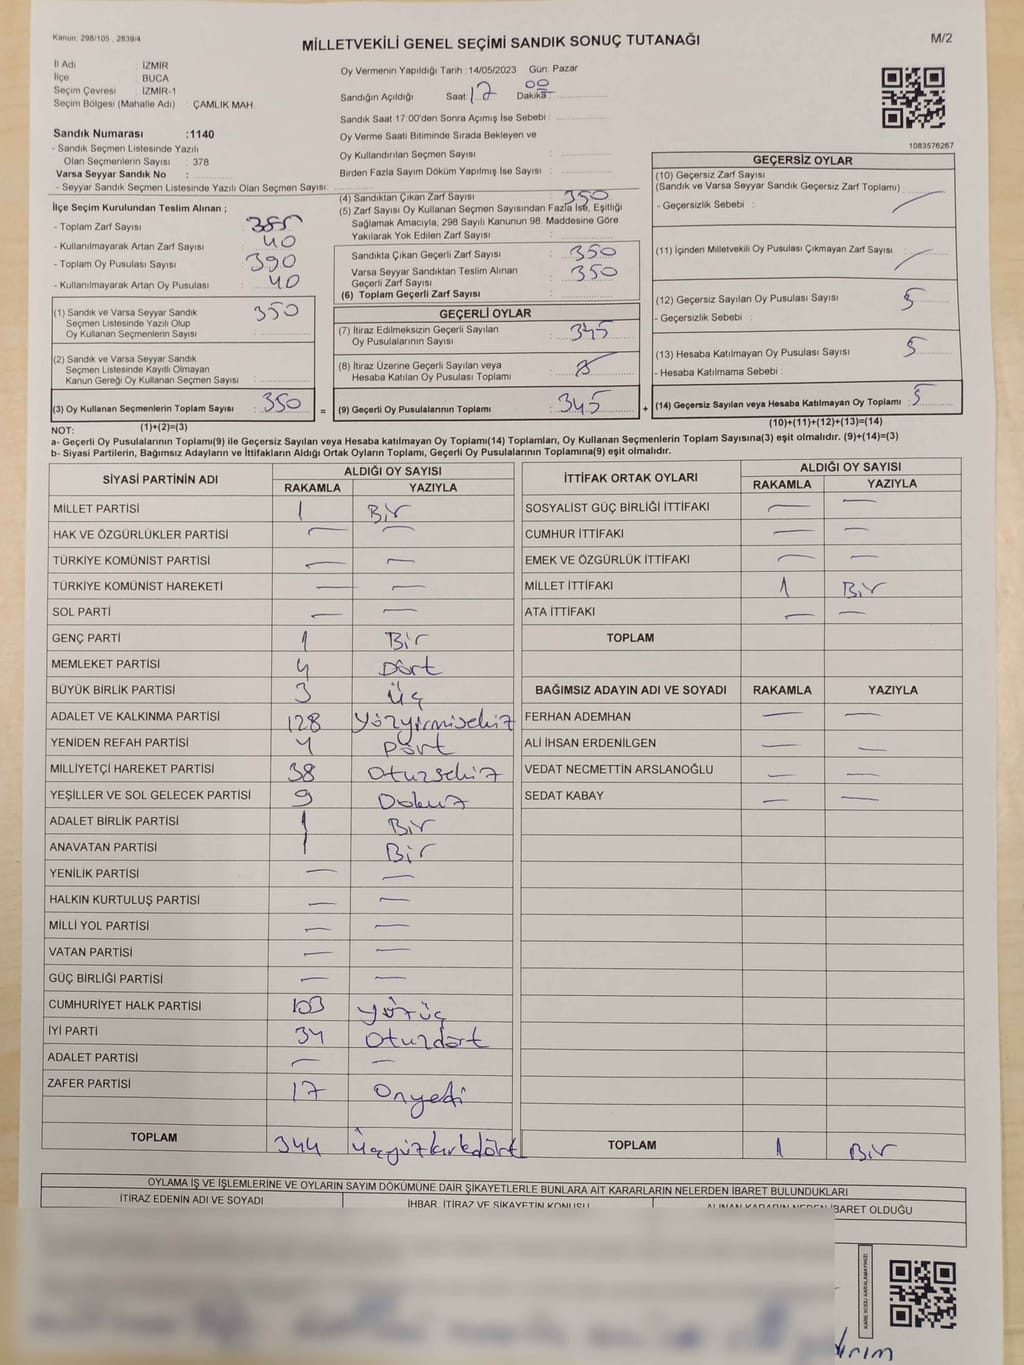 Kanun: 298/105 ; 2839/4
MİLLETVEKİLİ GENEL SEÇİMİ SANDIK SONUÇ TUTANAĞI
M/2
İl Adı : İZMİR
İlçe : BUCA
Seçim Çevresi : İZMİR-1
Seçim Bölgesi (Mahalle Adı) : ÇAMLIK MAH.
Sandık Numarası :1140
- Sandık Seçmen Listesinde Yazılı
Olan Seçmenlerin Sayısı : 378
Varsa Seyyar Sandık No :
- Seyyar Sandık Seçmen Listesinde Yazılı Olan Seçmen Sayısı:
Oy Vermenin Yapıldığı Tarih :14/05/2023 Gün: Pazar
Sandığın Açıldığı Saat: 17 Dakika 00
Sandık Saat 17:00'den Sonra Açımış İse Sebebi :
Oy Verme Saati Bitiminde Sırada Bekleyen ve
Oy Kullandırılan Seçmen Sayısı :
Birden Fazla Sayım Döküm Yapılmış İse Sayısı :
1083576267
İlçe Seçim Kurulundan Teslim Alınan ;
- Toplam Zarf Sayısı :
- Kullanılmayarak Artan Zarf Sayısı : 40
- Toplam Oy Pusulası Sayısı : 390
- Kullanılmayarak Artan Oy Pusulası : 40
(1) Sandık ve Varsa Seyyar Sandık
Seçmen Listesinde Yazılı Olup
Oy Kullanan Seçmenlerin Sayısı : 350
(2) Sandık ve Varsa Seyyar Sandık
Seçmen Listesinde Kayıtlı Olmayan
Kanun Gereği Oy Kullanan Seçmen Sayısı :
(3) Oy Kullanan Seçmenlerin Toplam Sayısı : 350 =
(1)+(2)=(3)
(4) Sandıktan Çıkan Zarf Sayısı : 350
(5) Zarf Sayısı Oy Kullanan Seçmen Sayısından Fazla İse, Eşitliği
Sağlamak Amacıyla; 298 Sayılı Kanunun 98. Maddesine Göre
Yakılarak Yok Edilen Zarf Sayısı :
Sandıkta Çıkan Geçerli Zarf Sayısı : 350
Varsa Seyyar Sandıktan Teslim Alınan
Geçerli Zarf Sayısı : 350
(6) Toplam Geçerli Zarf Sayısı :
GEÇERLİ OYLAR
(7) İtiraz Edilmeksizin Geçerli Sayılan
Oy Pusulalarının Sayısı : 345
(8) İtiraz Üzerine Geçerli Sayılan veya
Hesaba Katılan Oy Pusulası Toplamı :
(9) Geçerli Oy Pusulalarının Toplamı : 345 +
GEÇERSİZ OYLAR
(10) Geçersiz Zarf Sayısı
(Sandık ve Varsa Seyyar Sandık Geçersiz Zarf Toplamı) :
- Geçersizlik Sebebi :
(11) İçinden Milletvekili Oy Pusulası Çıkmayan Zarf Sayısı :
(12) Geçersiz Sayılan Oy Pusulası Sayısı : 5
- Geçersizlik Sebebi :
(13) Hesaba Katılmayan Oy Pusulası Sayısı : 5
- Hesaba Katılmama Sebebi :
(14) Geçersiz Sayılan veya Hesaba Katılmayan Oy Toplamı : 5
(10)+(11)+(12)+(13)=(14)
NOT:
a- Geçerli Oy Pusulalarının Toplamı(9) ile Geçersiz Sayılan veya Hesaba katılmayan Oy Toplamı(14) Toplamları, Oy Kullanan Seçmenlerin Toplam Sayısına(3) eşit olmalıdır. (9)+(14)=(3)
b- Siyasi Partilerin, Bağımsız Adayların ve İttifakların Aldığı Ortak Oyların Toplamı, Geçerli Oy Pusulalarının Toplamına(9) eşit olmalıdır.
SİYASİ PARTİNİN ADI ALDIĞI OY SAYISI
RAKAMLA YAZIYLA
MİLLET PARTİSİ 1 Bir
HAK VE ÖZGÜRLÜKLER PARTİSİ — —
TÜRKİYE KOMÜNİST PARTİSİ — —
TÜRKİYE KOMÜNİST HAREKETİ — —
SOL PARTİ — —
GENÇ PARTİ 1 Bir
MEMLEKET PARTİSİ 4 Dört
BÜYÜK BİRLİK PARTİSİ 3 Üç
ADALET VE KALKINMA PARTİSİ 128 Yüzyirmisekiz
YENİDEN REFAH PARTİSİ 4 Dört
MİLLİYETÇİ HAREKET PARTİSİ 38 Otuzsekiz
YEŞİLLER VE SOL GELECEK PARTİSİ 9 Dokuz
ADALET BİRLİK PARTİSİ 1 Bir
ANAVATAN PARTİSİ 1 Bir
YENİLİK PARTİSİ — —
HALKIN KURTULUŞ PARTİSİ — —
MİLLİ YOL PARTİSİ — —
VATAN PARTİSİ — —
GÜÇ BİRLİĞİ PARTİSİ — —
CUMHURİYET HALK PARTİSİ 103 Yüzüç
İYİ PARTİ 34 Otuzdört
ADALET PARTİSİ — —
ZAFER PARTİSİ 17 Onyedi
TOPLAM 344 Üçyüzkırkdört
İTTİFAK ORTAK OYLARI ALDIĞI OY SAYISI
RAKAMLA YAZIYLA
SOSYALİST GÜÇ BİRLİĞİ İTTİFAKI — —
CUMHUR İTTİFAKI — —
EMEK VE ÖZGÜRLÜK İTTİFAKI — —
MİLLET İTTİFAKI 1 Bir
ATA İTTİFAKI — —
TOPLAM
BAĞIMSIZ ADAYIN ADI VE SOYADI RAKAMLA YAZIYLA
FERHAN ADEMHAN — —
ALİ İHSAN ERDENİLGEN — —
VEDAT NECMETTİN ARSLANOĞLU — —
SEDAT KABAY — —
TOPLAM 1 Bir
OYLAMA İŞ VE İŞLEMLERİNE VE OYLARIN SAYIM DÖKÜMÜNE DAİR ŞİKAYETLERLE BUNLARA AİT KARARLARIN NELERDEN İBARET BULUNDUKLARI
İTİRAZ EDENİN ADI VE SOYADI
İHBAR, İTİRAZ VE ŞİKAYETİN KONUSU
ALINAN KARARIN NEDEN İBARET OLDUĞU
KARE KODU KARALAMAYINIZ!